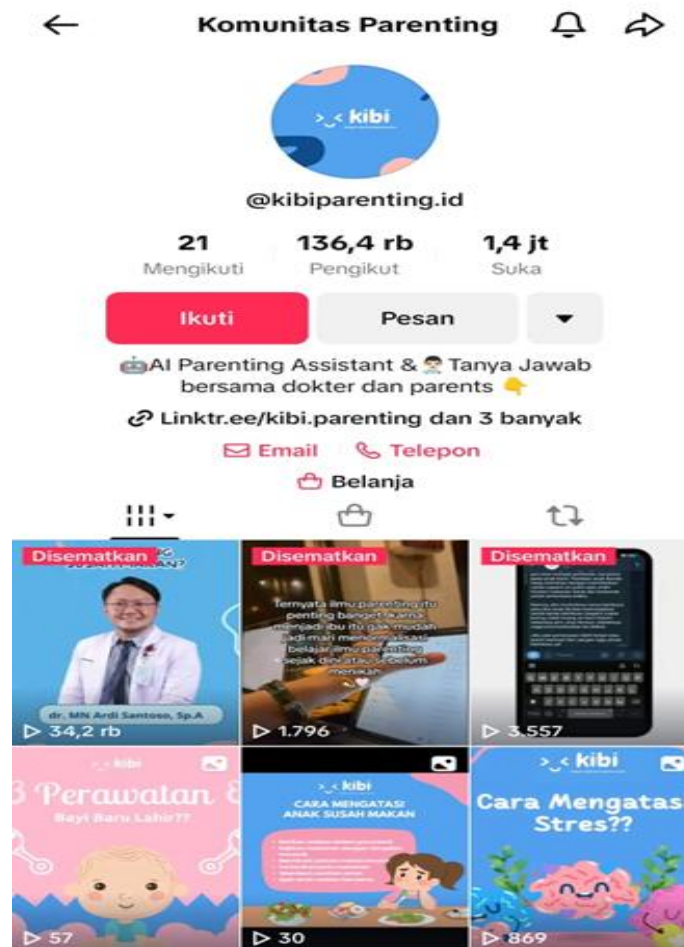 Komunitas Parenting
>‿< kibi
@kibiparenting.id
21 136,4 rb 1,4 jt
Mengikuti Pengikut Suka
Ikuti Pesan
🤖AI Parenting Assistant & 👨🏻‍⚕️Tanya Jawab
bersama dokter dan parents 👇
Linktr.ee/kibi.parenting dan 3 banyak
Email Telepon
Belanja
Disematkan
dr. MN Ardi Santoso, Sp.A
34,2 rb
Disematkan
Ternyata ilmu parenting itu
penting banget, karna
menjadi ibu itu gak mudah
jadi mari menormalisasi
belajar ilmu parenting
sejak dini atau sebelum
menikah
1.796
Disematkan
3.557
>‿< kibi
Perawatan
Bayi Baru Lahir??
57
>‿< kibi
CARA MENGATASI
ANAK SUSAH MAKAN
30
>‿< kibi
Cara Mengatas
Stres??
869